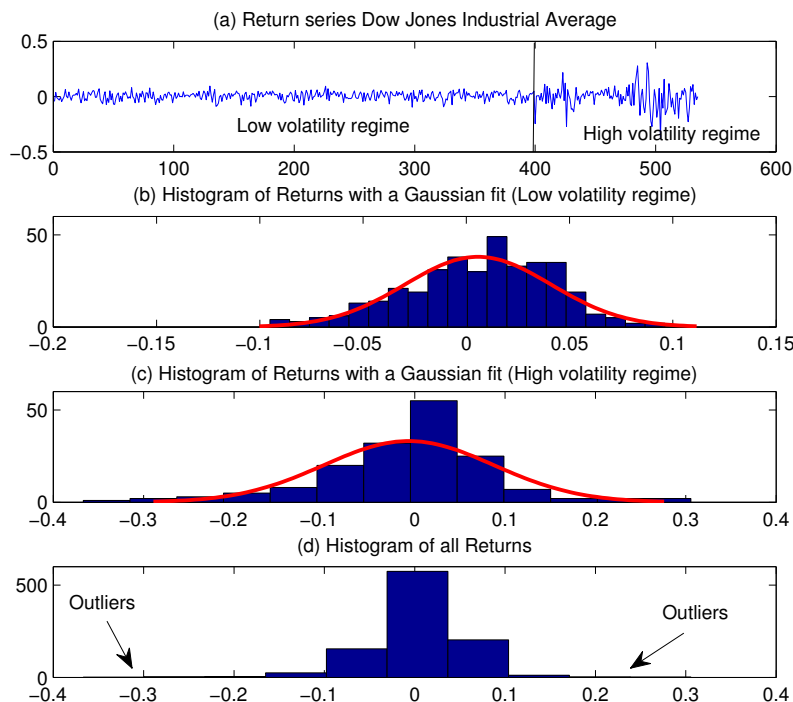 (a) Return series Dow Jones Industrial Average
0.5
0
−0.5
Low volatility regime
High volatility regime
0 100 200 300 400 500 600
(b) Histogram of Returns with a Gaussian fit (Low volatility regime)
50
0
−0.2 −0.15 −0.1 −0.05 0 0.05 0.1 0.15
(c) Histogram of Returns with a Gaussian fit (High volatility regime)
50
0
−0.4 −0.3 −0.2 −0.1 0 0.1 0.2 0.3 0.4
(d) Histogram of all Returns
500
0
Outliers
Outliers
−0.4 −0.3 −0.2 −0.1 0 0.1 0.2 0.3 0.4